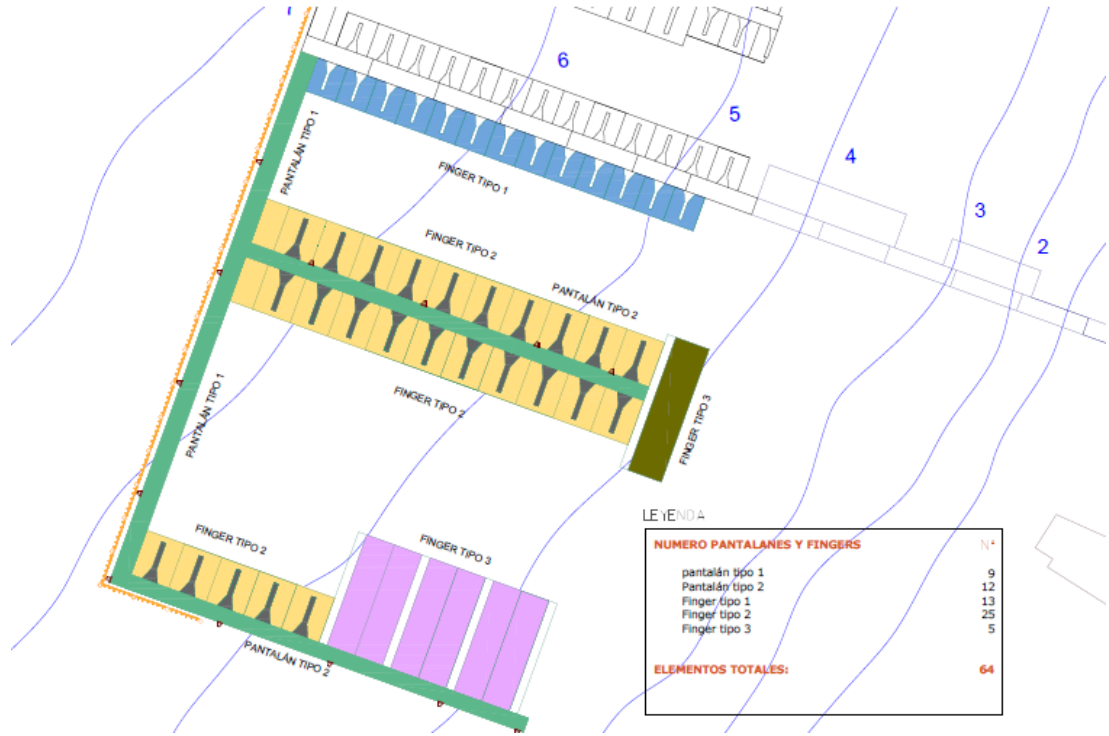 7
6
5
4
3
2
PANTALÁN TIPO 1
FINGER TIPO 1
FINGER TIPO 2
PANTALÁN TIPO 2
FINGER TIPO 2
FINGER TIPO 3
PANTALÁN TIPO 1
FINGER TIPO 2
FINGER TIPO 3
PANTALÁN TIPO 2
LEYENDA
NUMERO PANTALANES Y FINGERS Nº
pantalán tipo 1 9
Pantalán tipo 2 12
Finger tipo 1 13
Finger tipo 2 25
Finger tipo 3 5
ELEMENTOS TOTALES: 64